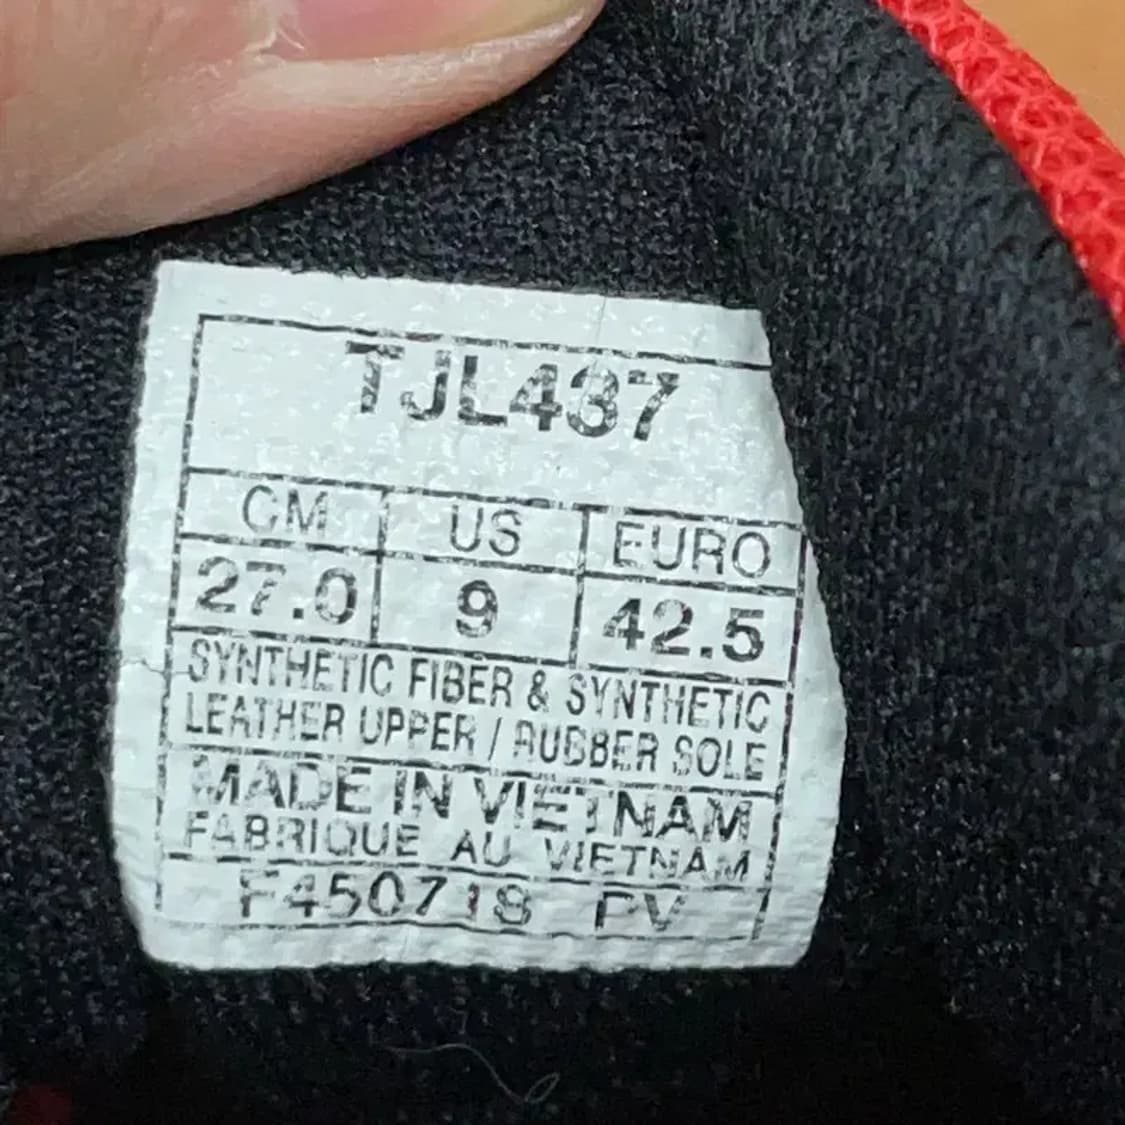 TJL437
CM US EURO
27.0 9 42.5
SYNTHETIC FIBER & SYNTHETIC
LEATHER UPPER / RUBBER SOLE
MADE IN VIETNAM
FABRIQUE AU VIETNAM
F450718 PV